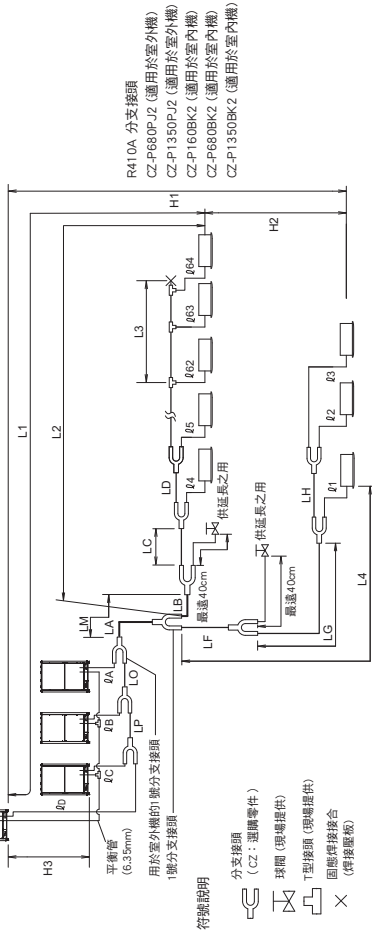 R410A 分支接頭
CZ-P680PJ2 (適用於室外機)
CZ-P1350PJ2 (適用於室外機)
CZ-P160BK2 (適用於室內機)
CZ-P680BK2 (適用於室內機)
CZ-P1350BK2 (適用於室內機)
L1
H1
L2
H2
L3
H3
LM
LA
LB
LC
LD
LO
LP
LF
LG
LH
L4
ℓA
ℓB
ℓC
ℓD
ℓ4
ℓ5
ℓ62
ℓ63
ℓ64
ℓ1
ℓ2
ℓ3
平衡管
(6.35mm)
用於室外機的1號分支接頭
1號分支接頭
最遠40cm
供延長之用
最遠40cm
供延長之用
符號說明
分支接頭
(CZ：選購零件)
球閥 (現場提供)
T型接頭 (現場提供)
固態焊接接合
(焊接壓板)